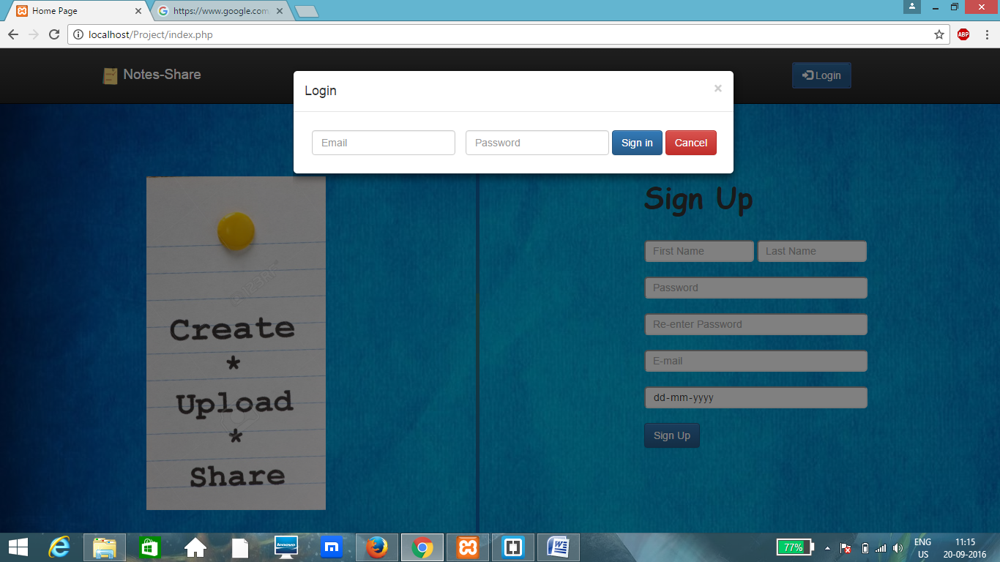 Home Page
https://www.google.com
localhost/Project/index.php
ABP
Notes-Share
Login
Login
×
Email
Password
Sign in
Cancel
Sign Up
First Name
Last Name
Password
Re-enter Password
E-mail
dd-mm-yyyy
Sign Up
Create
*
Upload
*
Share
lenovo
77%
ENG
US
11:15
20-09-2016